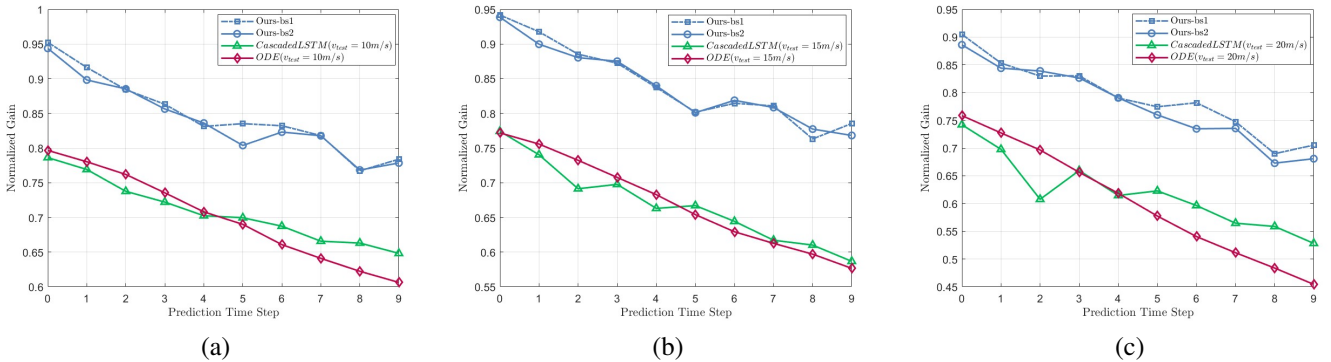 1
0.95
0.9
0.85
0.8
0.75
0.7
0.65
0.6
Normalized Gain
0 1 2 3 4 5 6 7 8 9
Prediction Time Step
Ours-bs1
Ours-bs2
CascadedLSTM(v_test = 10m/s)
ODE(v_test = 10m/s)
(a)
0.95
0.9
0.85
0.8
0.75
0.7
0.65
0.6
0.55
Normalized Gain
0 1 2 3 4 5 6 7 8 9
Prediction Time Step
Ours-bs1
Ours-bs2
CascadedLSTM(v_test = 15m/s)
ODE(v_test = 15m/s)
(b)
0.95
0.9
0.85
0.8
0.75
0.7
0.65
0.6
0.55
0.5
0.45
Normalized Gain
0 1 2 3 4 5 6 7 8 9
Prediction Time Step
Ours-bs1
Ours-bs2
CascadedLSTM(v_test = 20m/s)
ODE(v_test = 20m/s)
(c)